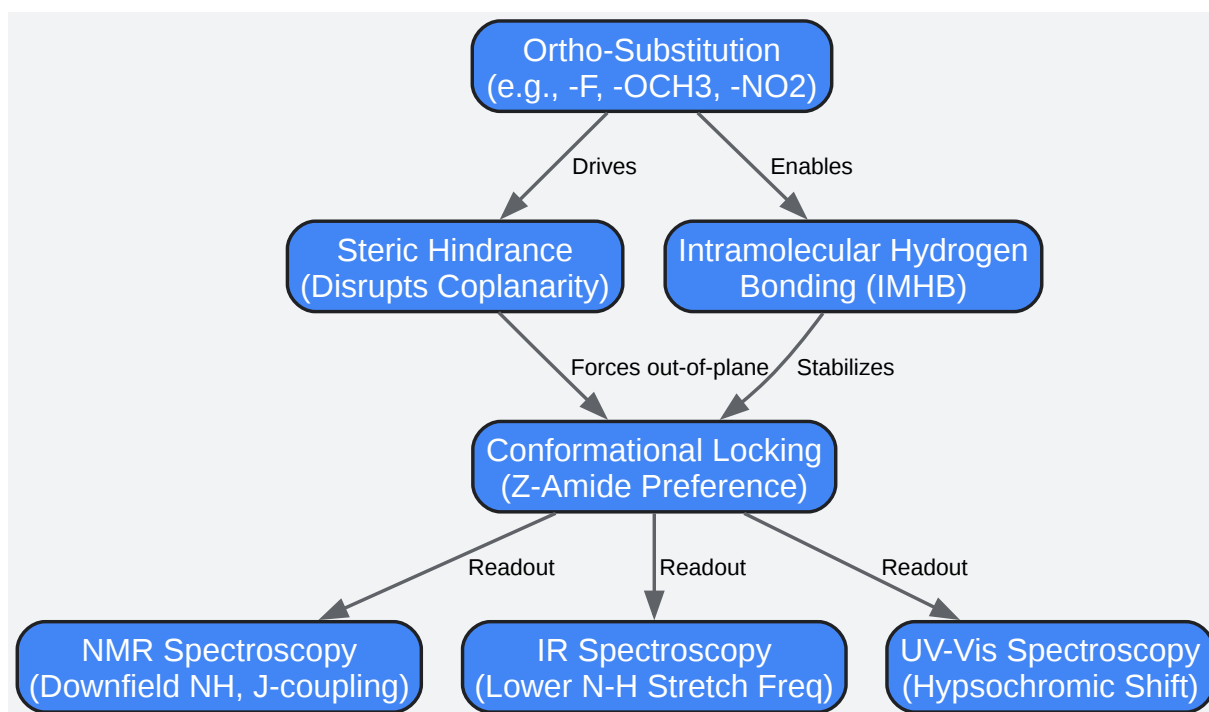 Ortho-Substitution
(e.g., -F, -OCH3, -NO2)
Drives
Enables
Steric Hindrance
(Disrupts Coplanarity)
Intramolecular Hydrogen
Bonding (IMHB)
Forces out-of-plane
Stabilizes
Conformational Locking
(Z-Amide Preference)
Readout
Readout
Readout
NMR Spectroscopy
(Downfield NH, J-coupling)
IR Spectroscopy
(Lower N-H Stretch Freq)
UV-Vis Spectroscopy
(Hypsochromic Shift)